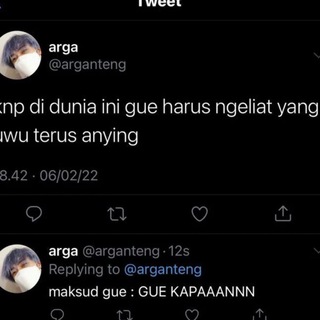 Tweet
arga
@arganteng
knp di dunia ini gue harus ngeliat yang
uwu terus anying
8.42 · 06/02/22
arga @arganteng · 12s
Replying to @arganteng
maksud gue : GUE KAPAAANNN